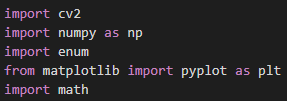 import cv2
import numpy as np
import enum
from matplotlib import pyplot as plt
import math